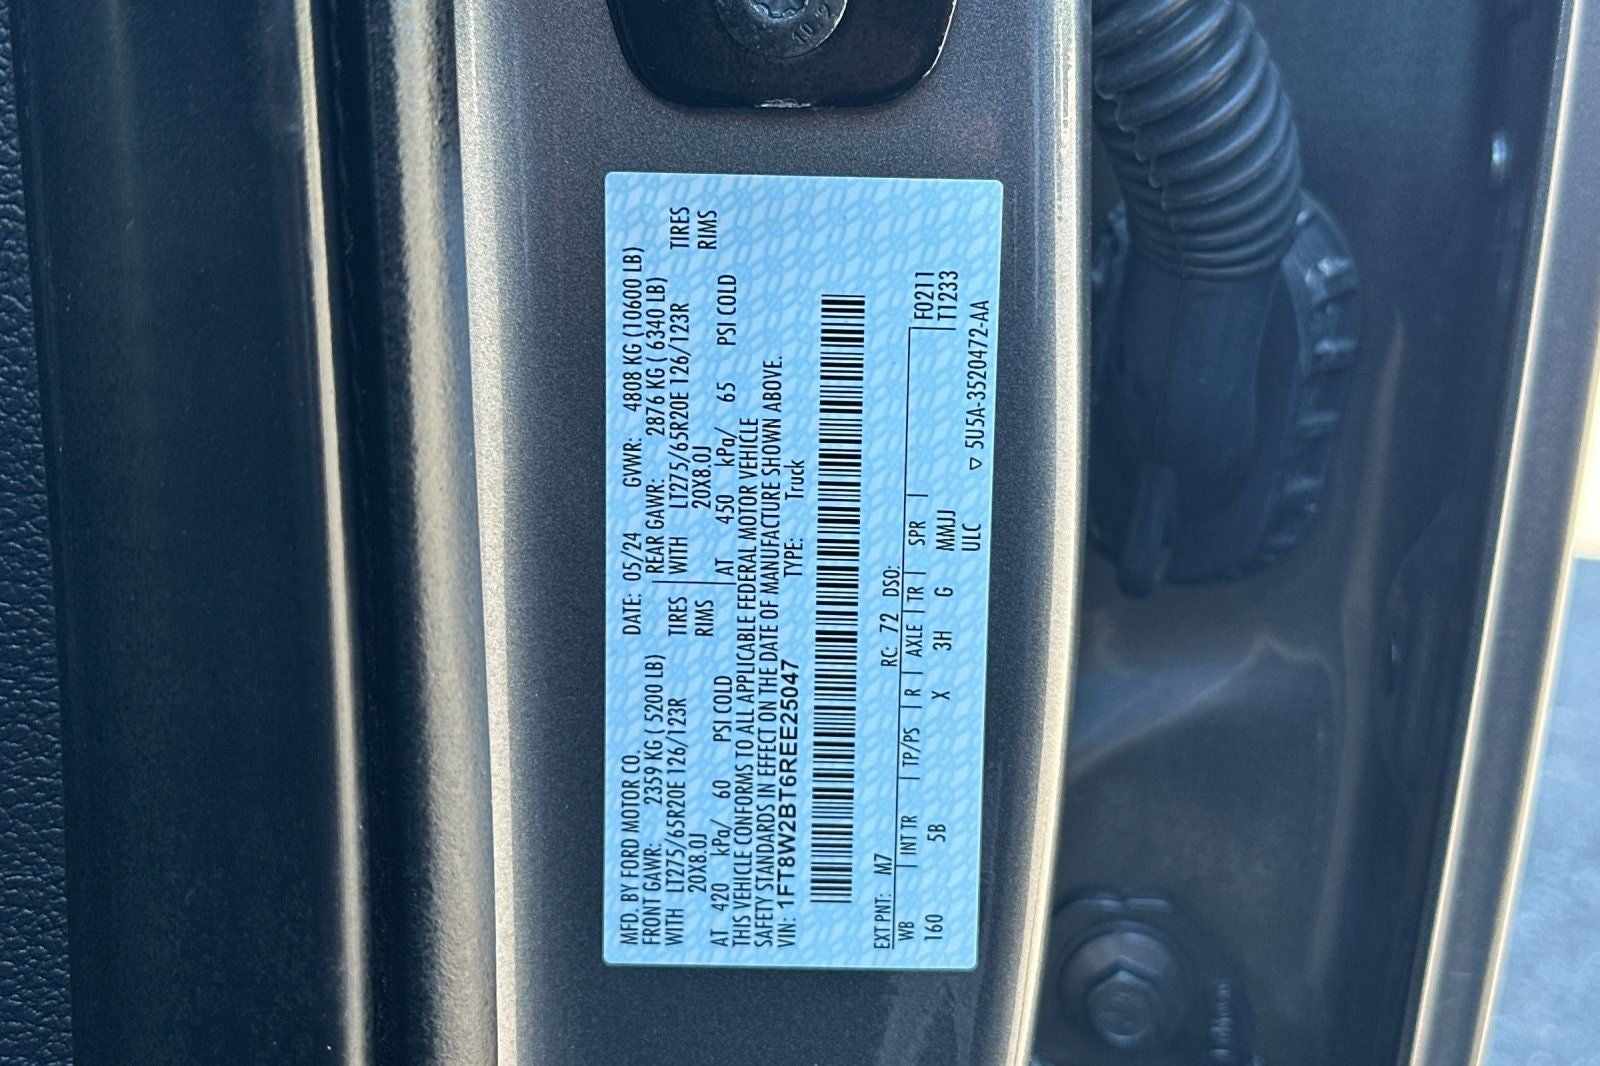 MFD. BY FORD MOTOR CO. DATE: 05/24 GVWR: 4808 KG (10600 LB)
FRONT GAWR: 2359 KG ( 5200 LB) REAR GAWR: 2876 KG ( 6340 LB)
WITH LT275/65R20E 126/123R TIRES WITH LT275/65R20E 126/123R TIRES
20X8.0J RIMS 20X8.0J RIMS
AT 420 kPa/ 60 PSI COLD AT 450 kPa/ 65 PSI COLD
THIS VEHICLE CONFORMS TO ALL APPLICABLE FEDERAL MOTOR VEHICLE
SAFETY STANDARDS IN EFFECT ON THE DATE OF MANUFACTURE SHOWN ABOVE.
VIN: 1FT8W2BT6REE25047 TYPE: Truck
EXT PNT: M7 RC: 72 DSO:
WB INT TR TP/PS R AXLE TR SPR F0211
160 5B X 3H G MMJJ T1233
ULC ▽ 5U5A-3520472-AA
10.9